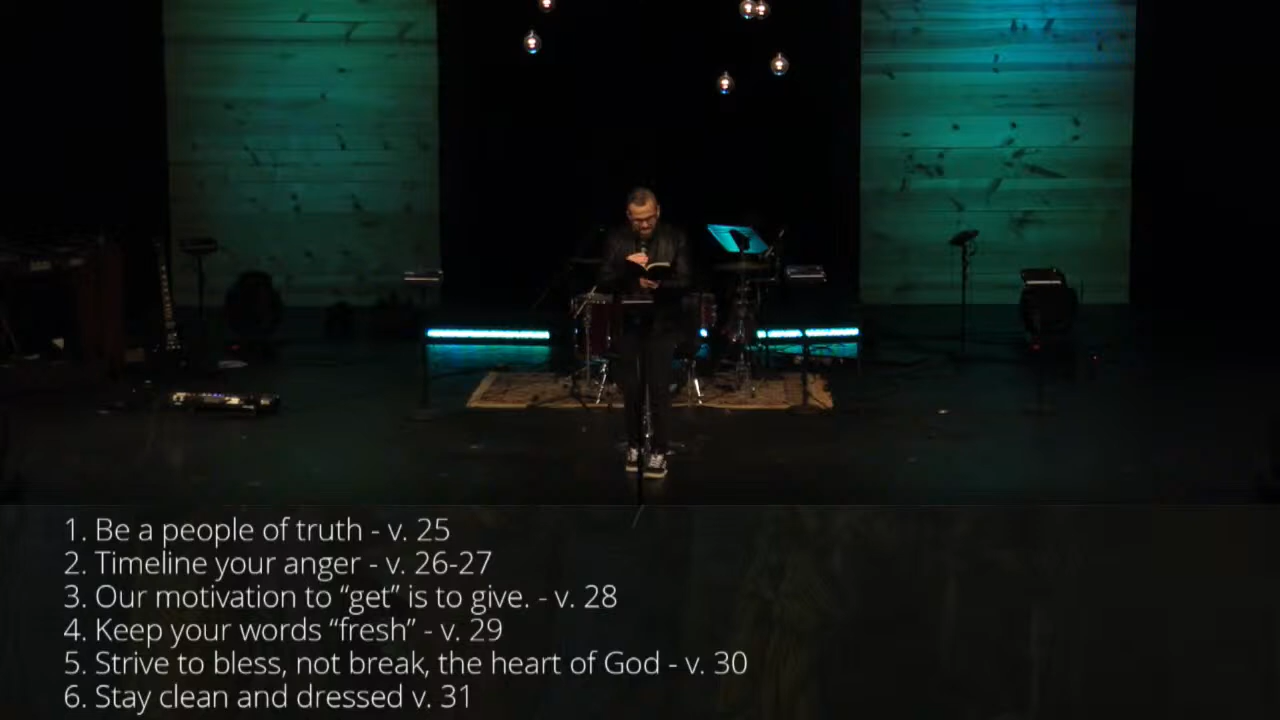 1. Be a people of truth - v. 25
2. Timeline your anger - v. 26-27
3. Our motivation to “get” is to give. - v. 28
4. Keep your words “fresh” - v. 29
5. Strive to bless, not break, the heart of God - v. 30
6. Stay clean and dressed v. 31